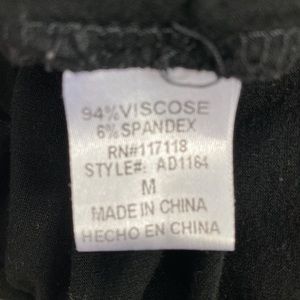 94%VISCOSE
6%SPANDEX
RN#117118
STYLE#: AD1164
M
MADE IN CHINA
HECHO EN CHINA